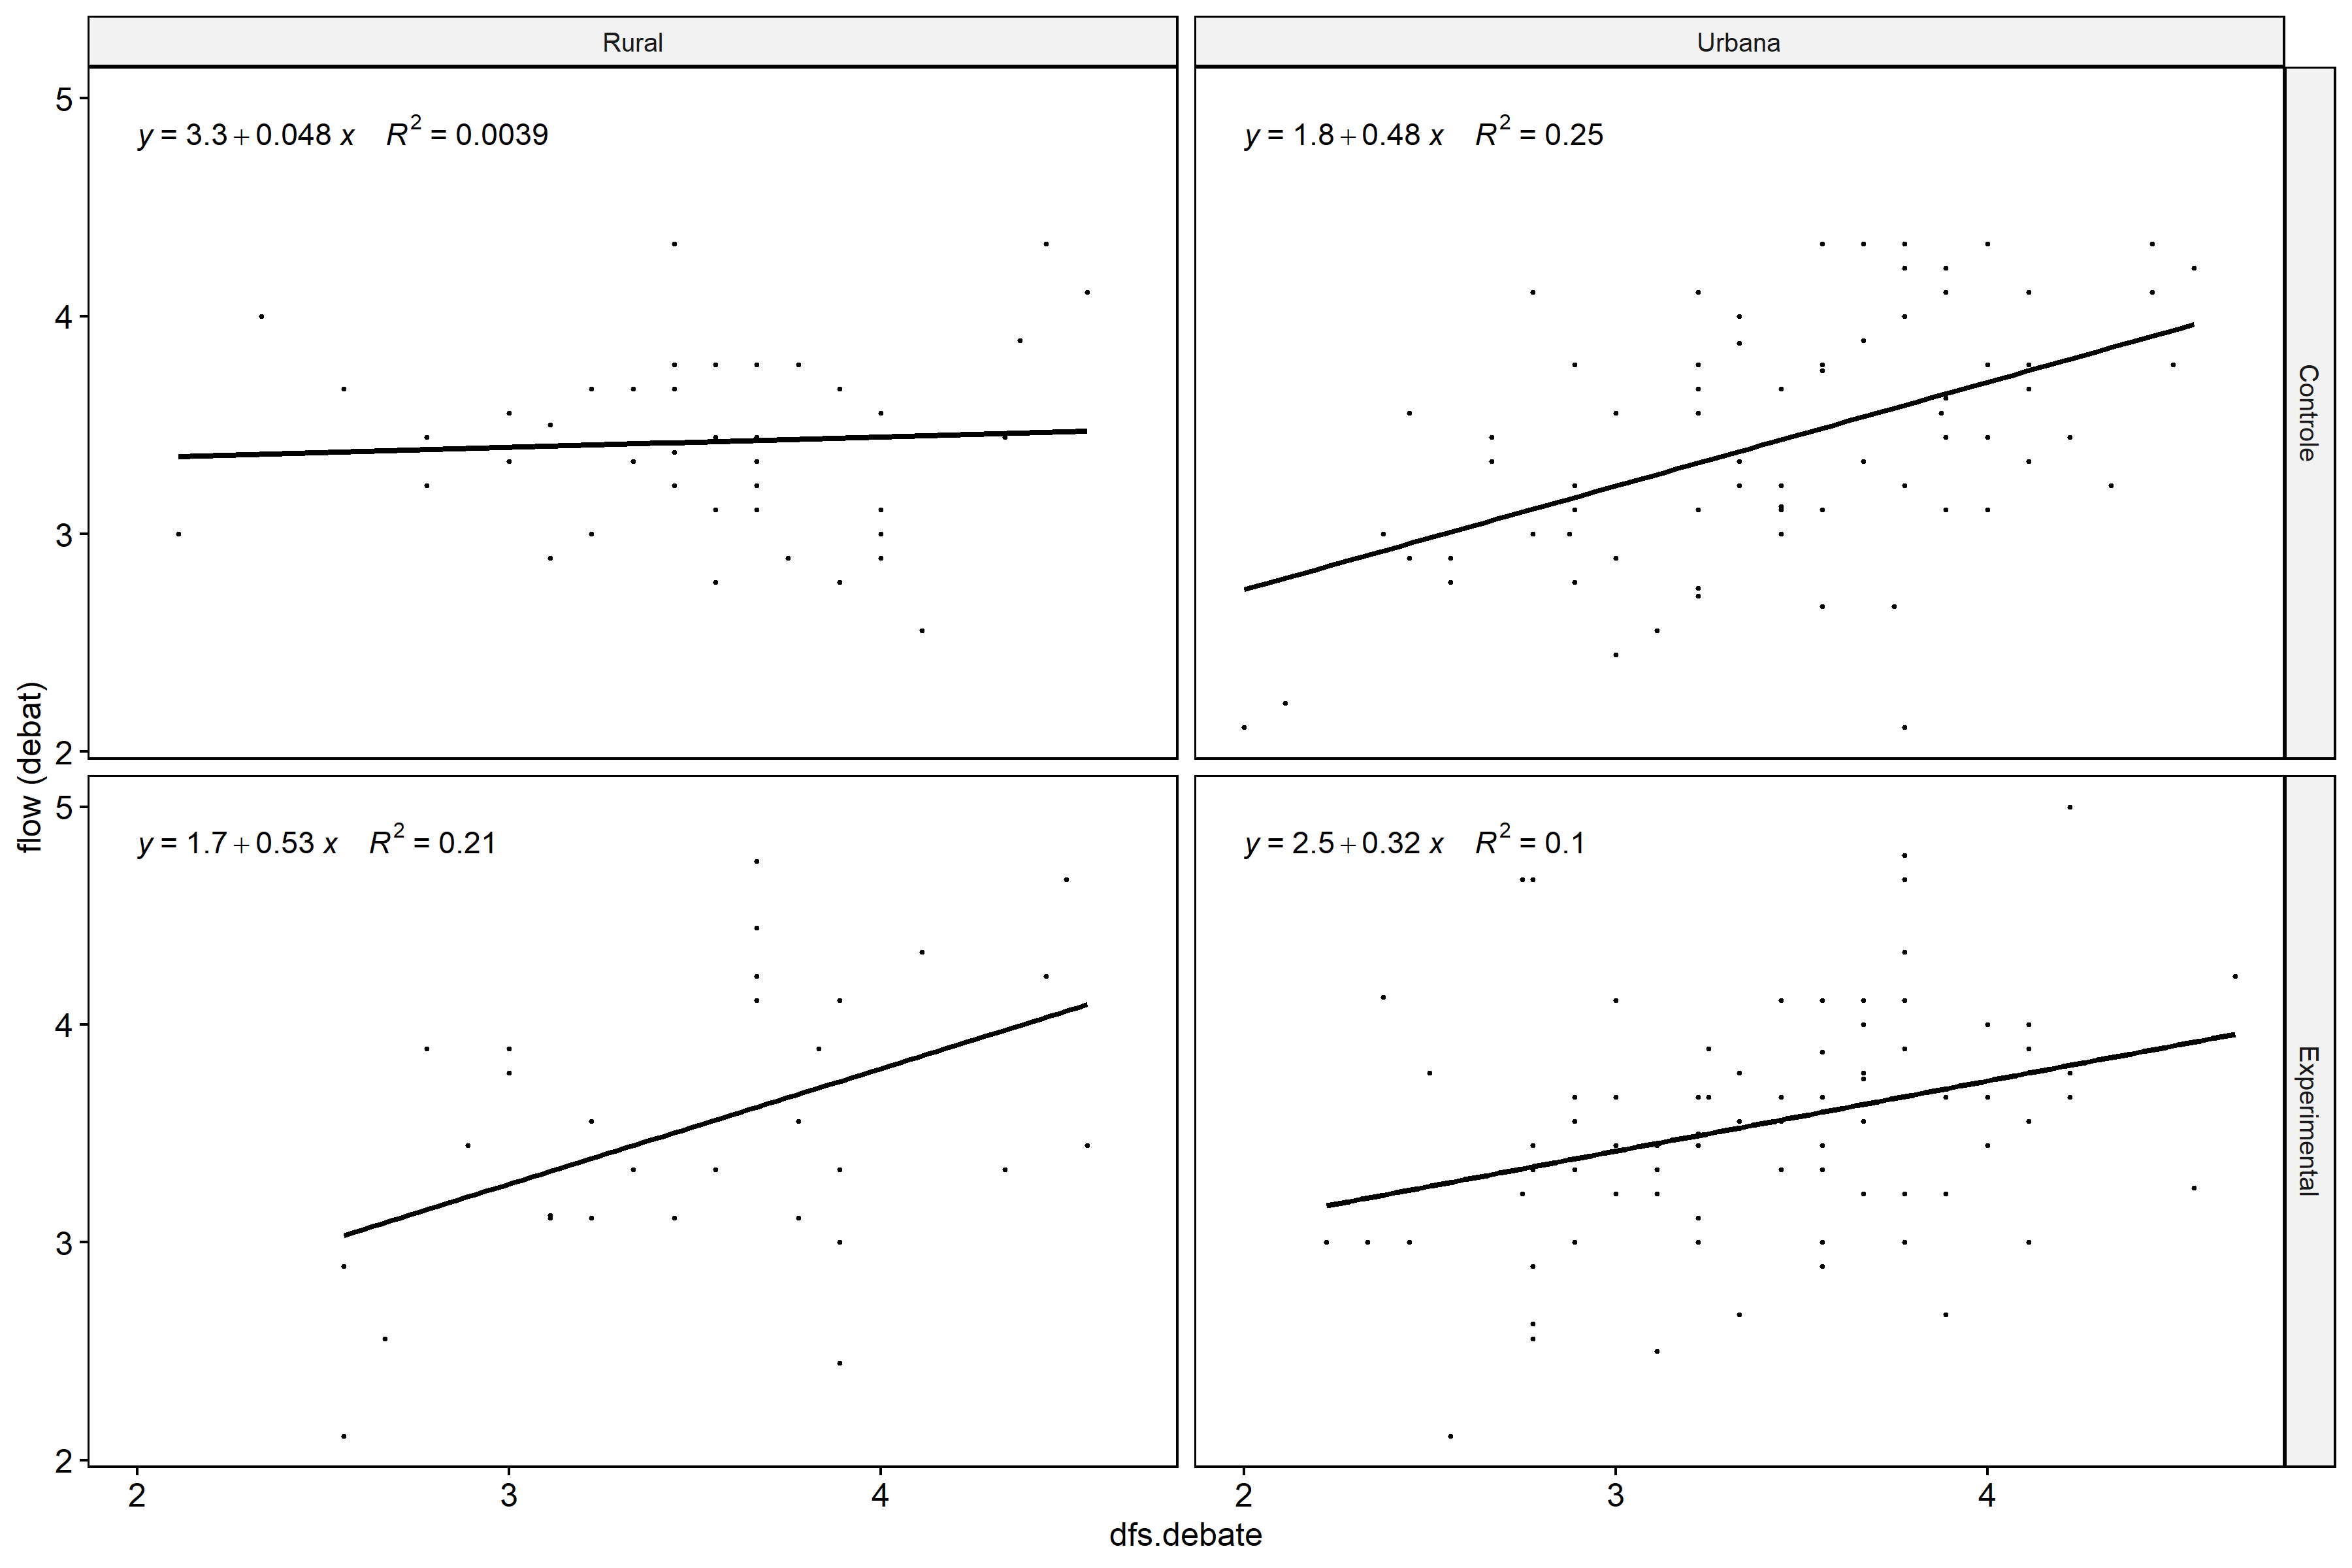 Rural
Urbana
5
y = 3.3 + 0.048 x R² = 0.0039
y = 1.8 + 0.48 x R² = 0.25
4
3
2
Controle
flow (debat)
5
y = 1.7 + 0.53 x R² = 0.21
y = 2.5 + 0.32 x R² = 0.1
4
3
2
Experimental
2 3 4
2 3 4
dfs.debate